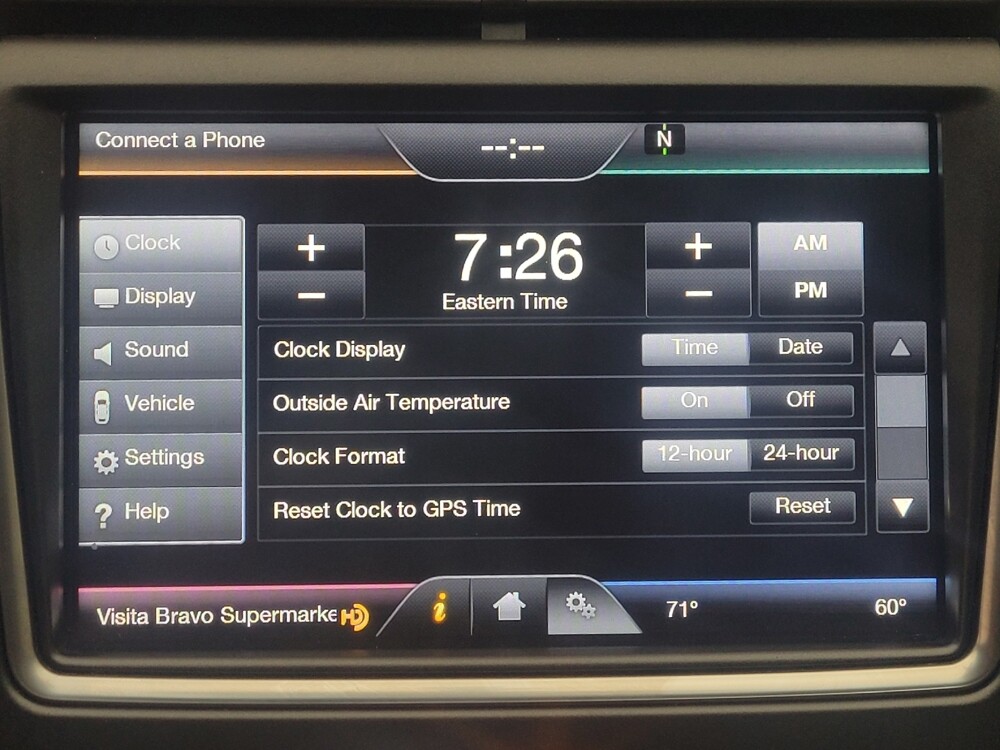 Connect a Phone
--:--
N
Clock
Display
Sound
Vehicle
Settings
Help
+
−
7:26
Eastern Time
+
−
AM
PM
Clock Display
Time
Date
Outside Air Temperature
On
Off
Clock Format
12-hour
24-hour
Reset Clock to GPS Time
Reset
Visita Bravo Supermarke
HD
i
71°
60°